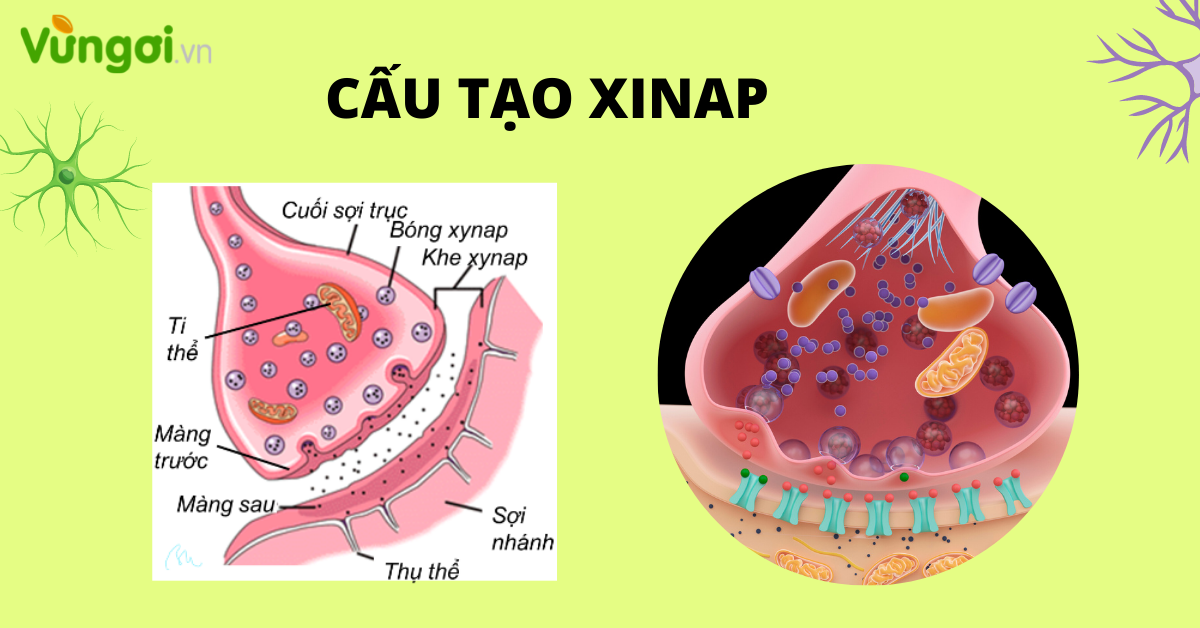 Vừngơi.vn
CẤU TẠO XINAP
Cuối sợi trục
Bóng xynap
Khe xynap
Ti
thể
Màng
trước
Màng sau
Sợi
nhánh
Thụ thể